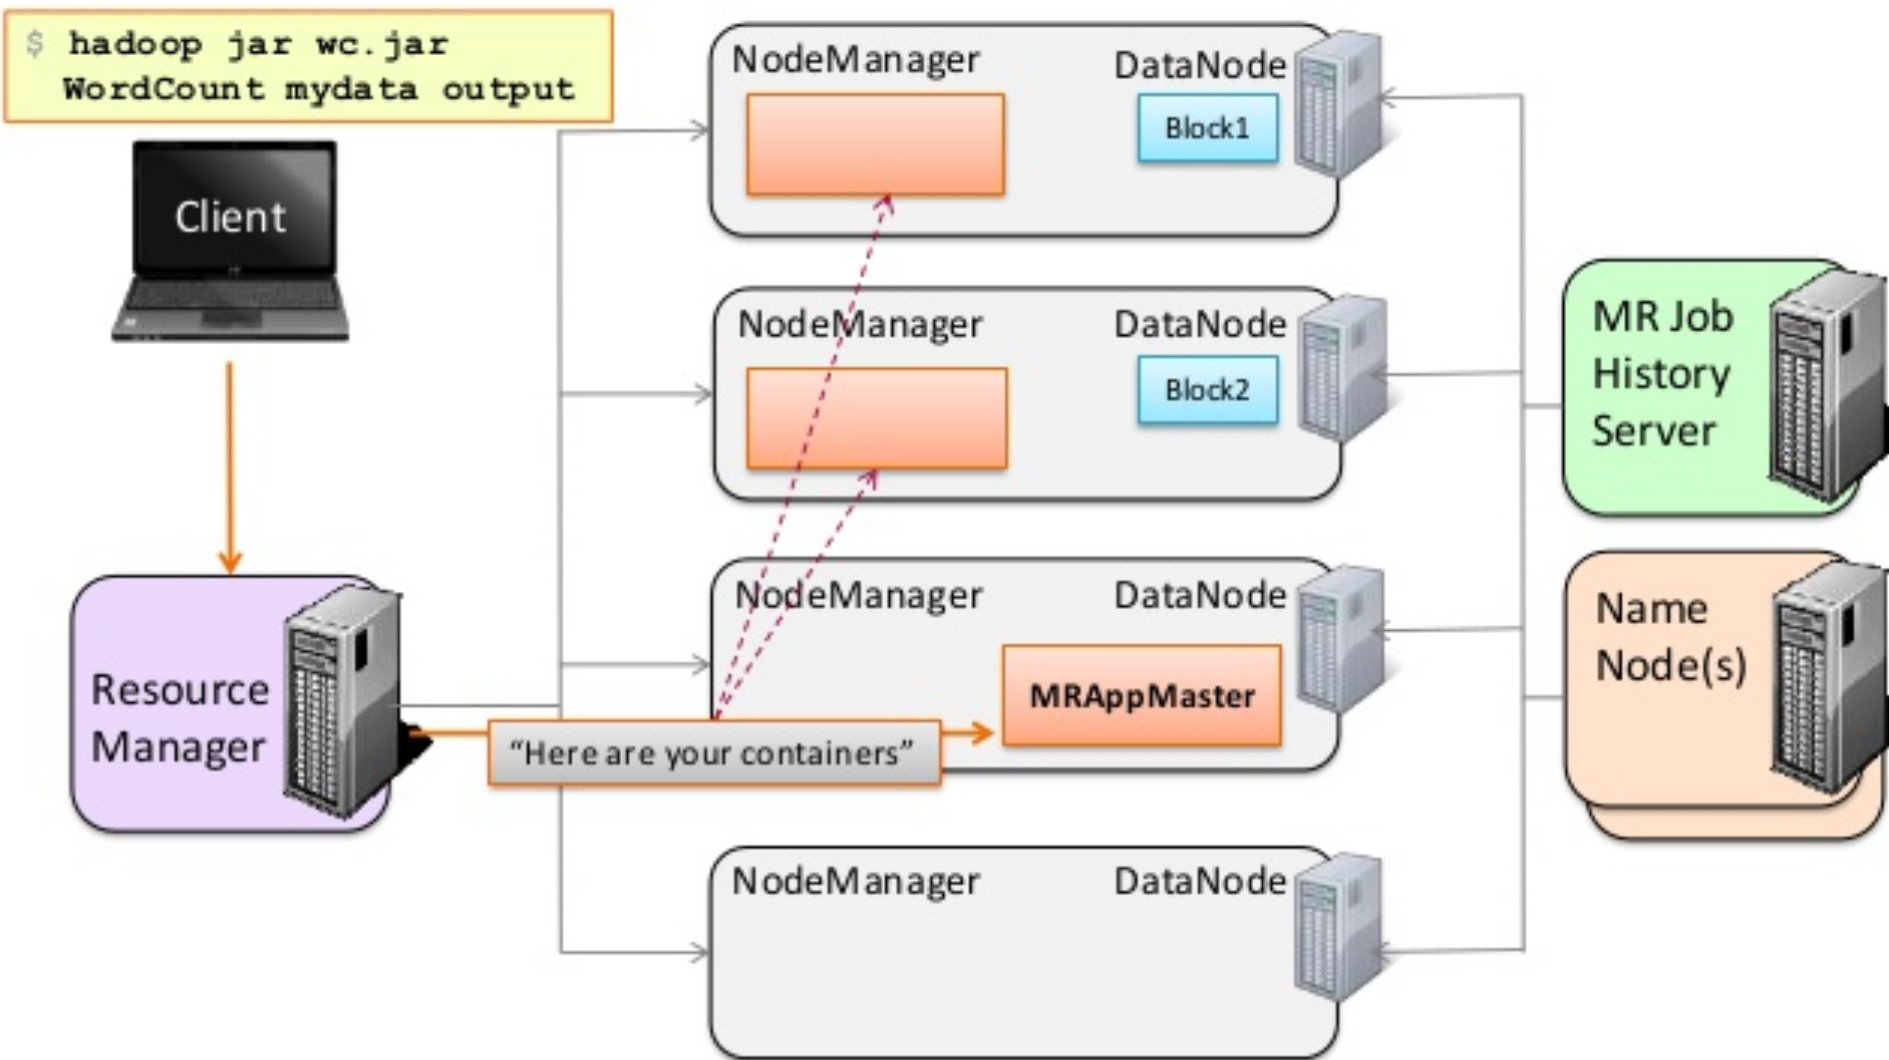 $ hadoop jar wc.jar
WordCount mydata output
Client
Resource
Manager
"Here are your containers"
NodeManager
DataNode
Block1
NodeManager
DataNode
Block2
NodeManager
DataNode
MRAppMaster
NodeManager
DataNode
MR Job
History
Server
Name
Node(s)